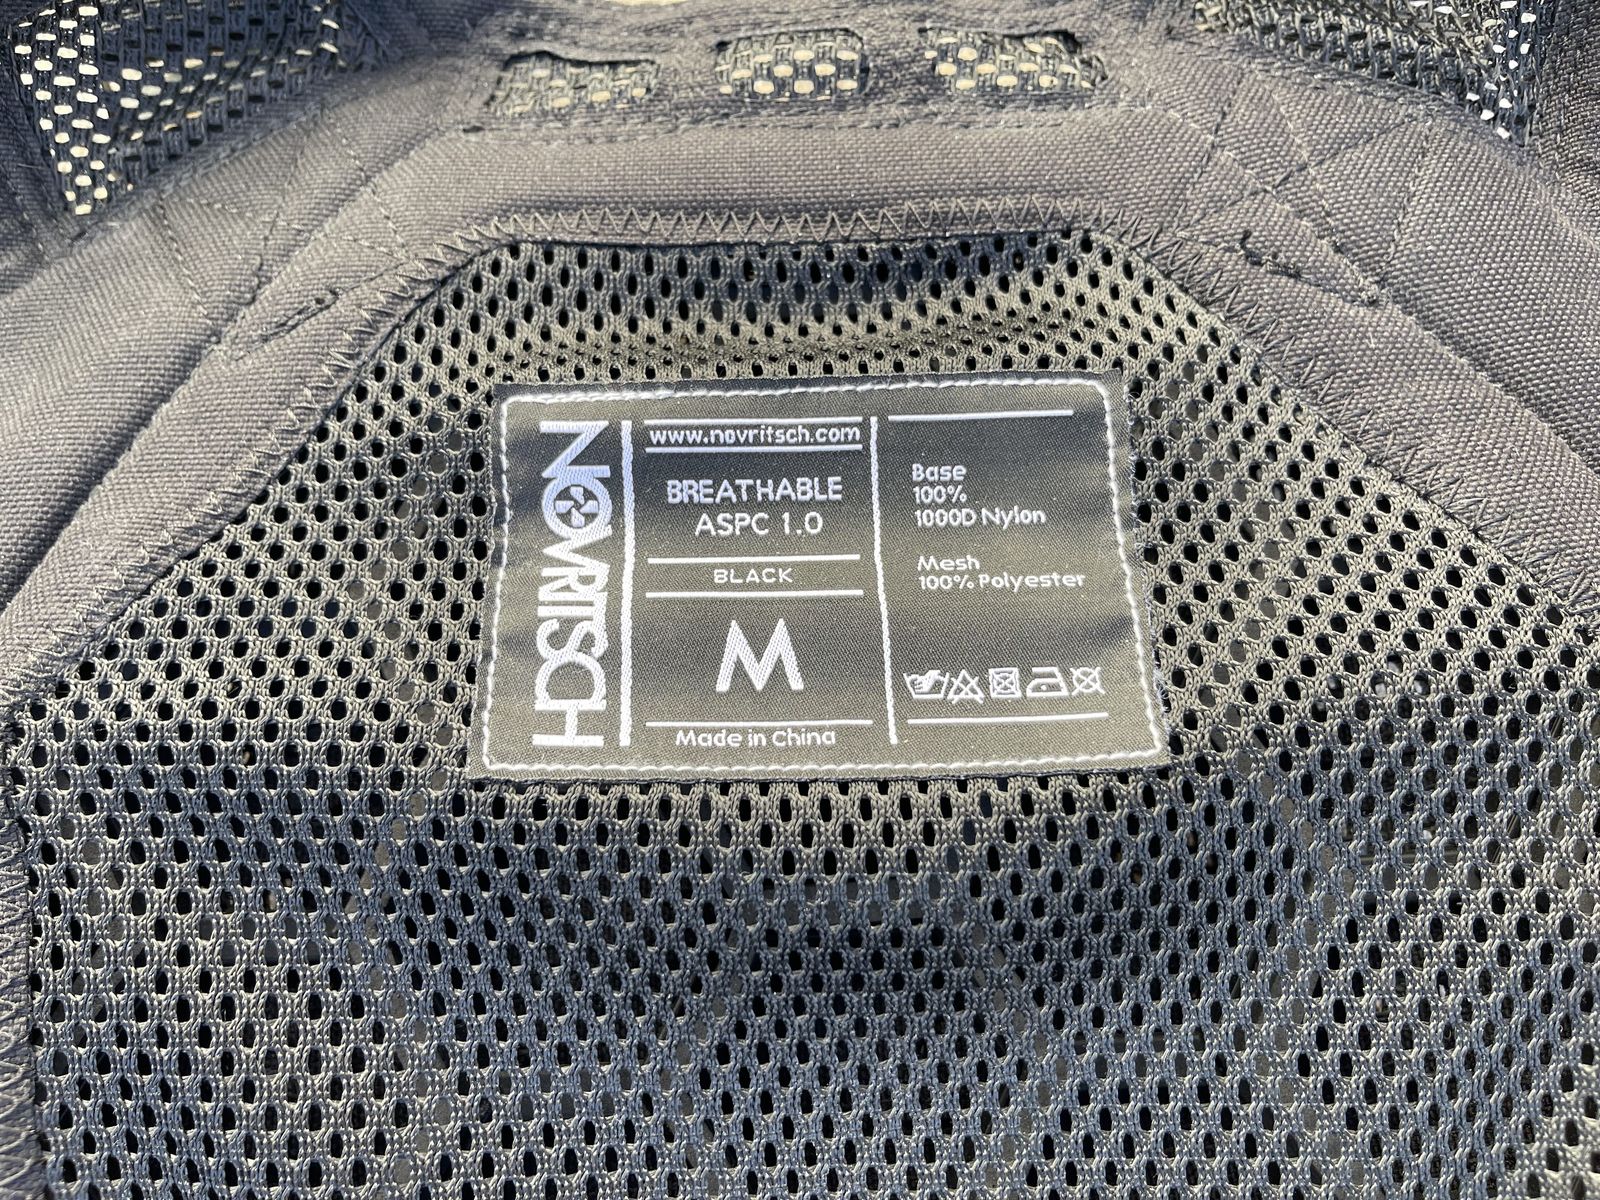 NOVRITSCH
www.novritsch.com
BREATHABLE
ASPC 1.0
BLACK
M
Made in China
Base
100%
1000D Nylon
Mesh
100% Polyester